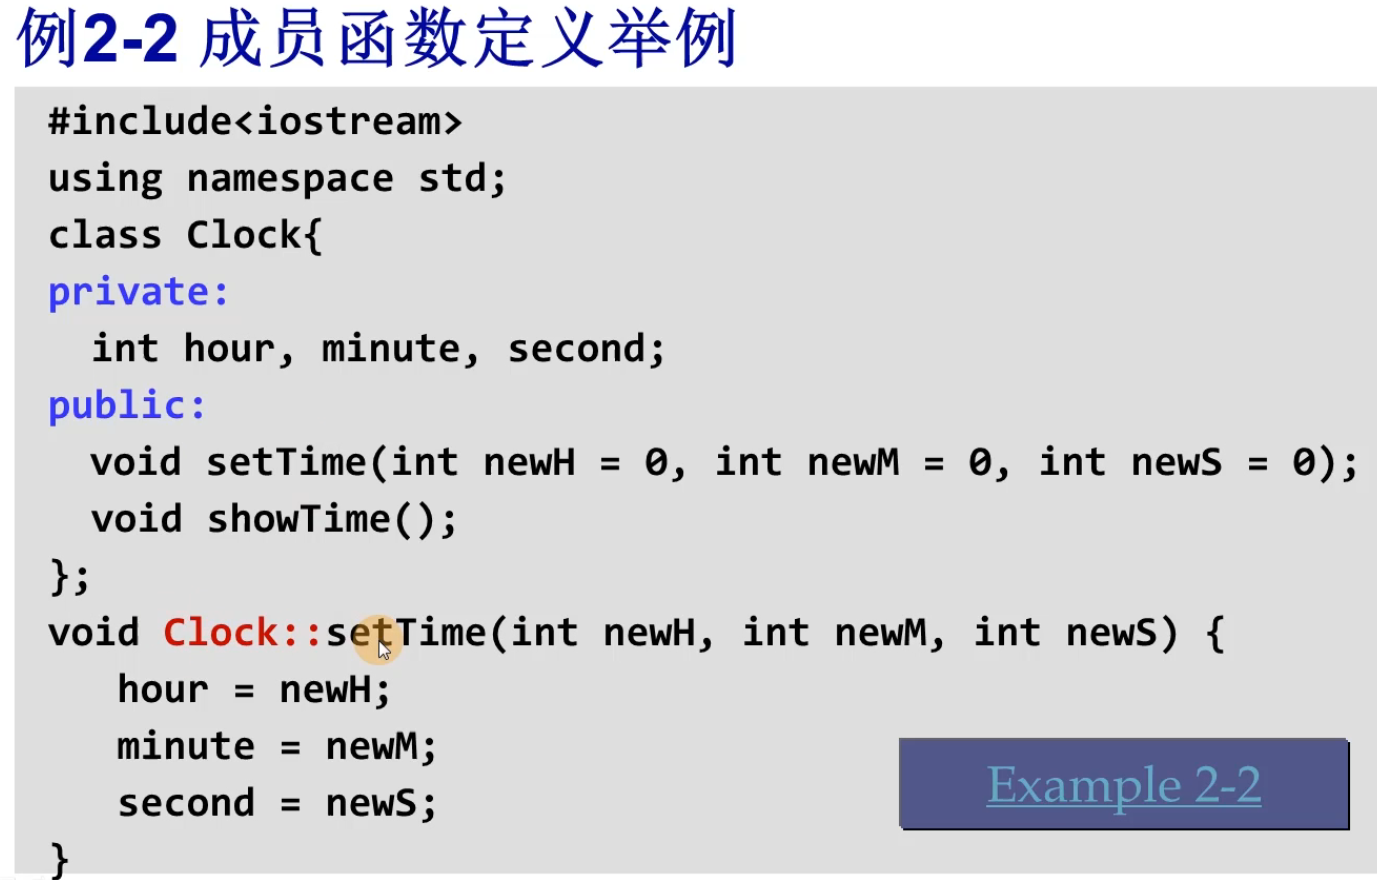 例2-2 成员函数定义举例
#include<iostream>
using namespace std;
class Clock{
private:
int hour, minute, second;
public:
void setTime(int newH = 0, int newM = 0, int newS = 0);
void showTime();
};
void Clock::setTime(int newH, int newM, int newS) {
hour = newH;
minute = newM;
second = newS;
Example 2-2
}